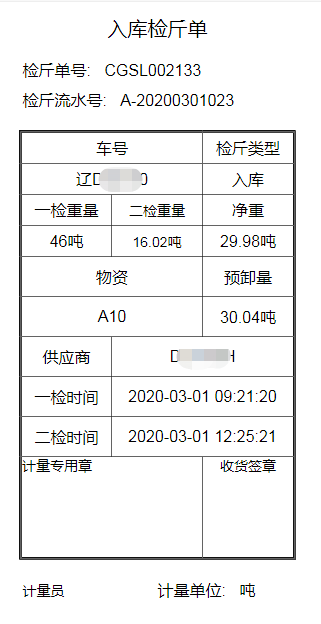 入库检斤单
检斤单号: CGSL002133
检斤流水号: A-20200301023
车号 检斤类型
辽 入库
一检重量 二检重量 净重
46吨 16.02吨 29.98吨
物资 预卸量
A10 30.04吨
供应商
一检时间 2020-03-01 09:21:20
二检时间 2020-03-01 12:25:21
计量专用章 收货签章
计量员 计量单位: 吨